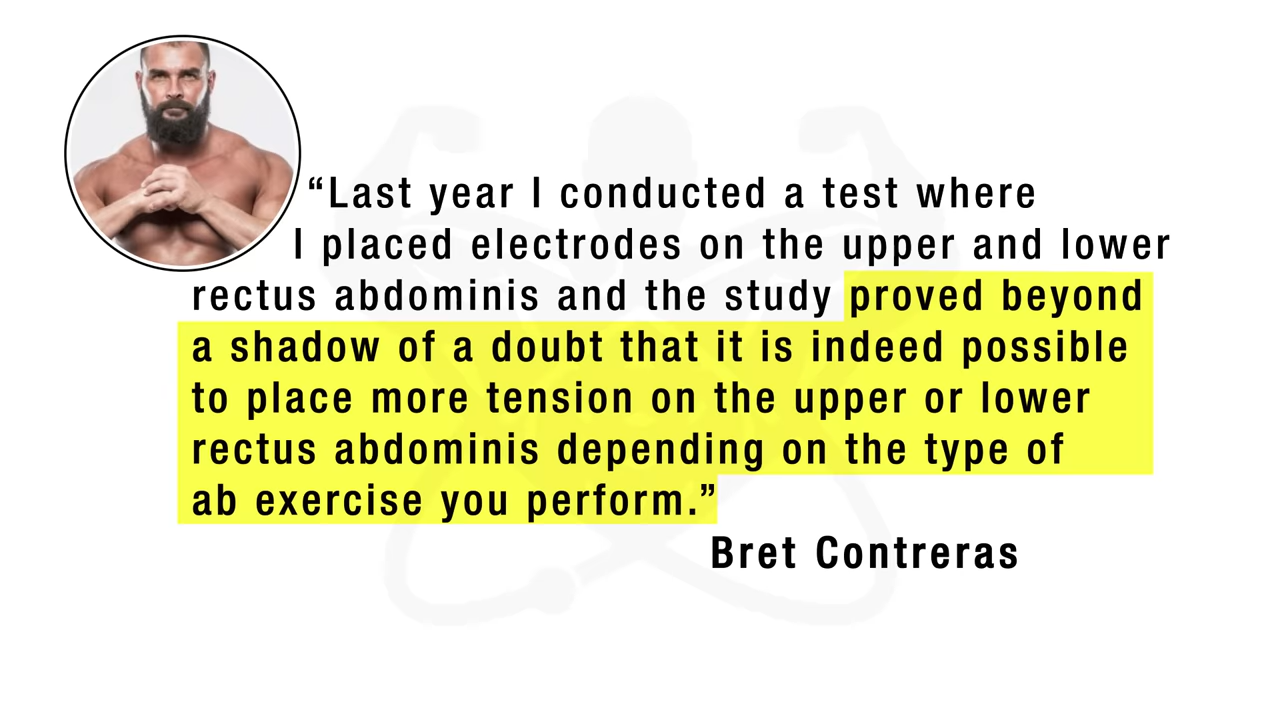 “Last year I conducted a test where
I placed electrodes on the upper and lower
rectus abdominis and the study proved beyond
a shadow of a doubt that it is indeed possible
to place more tension on the upper or lower
rectus abdominis depending on the type of
ab exercise you perform.”
Bret Contreras